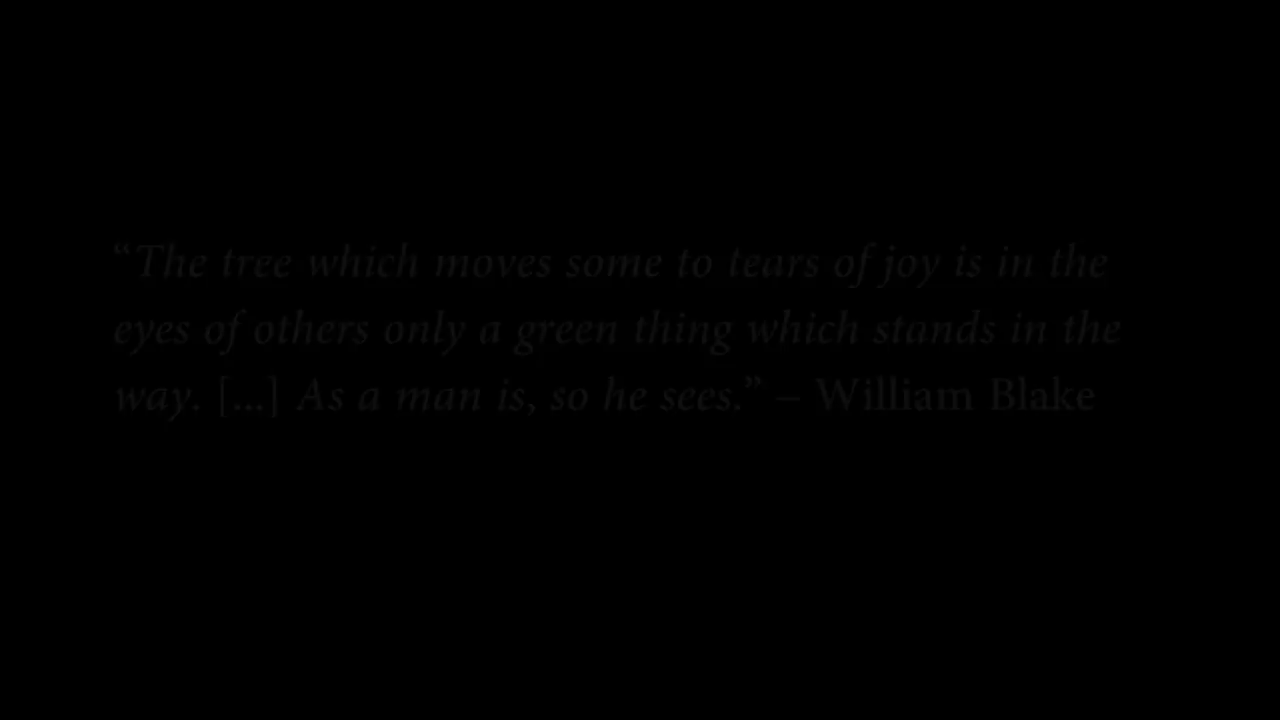 “The tree which moves some to tears of joy is in the
eyes of others only a green thing which stands in the
way. [...] As a man is, so he sees.” – William Blake